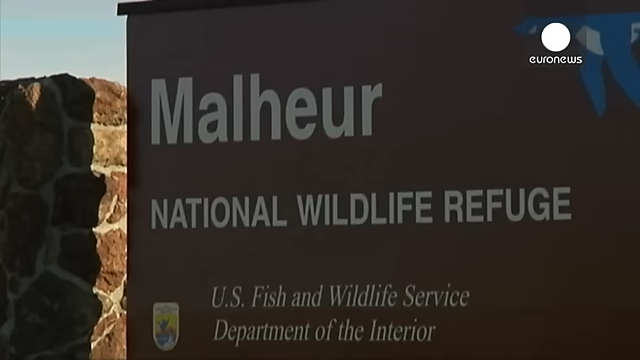 euronews
Malheur
NATIONAL WILDLIFE REFUGE
U.S. Fish and Wildlife Service
Department of the Interior